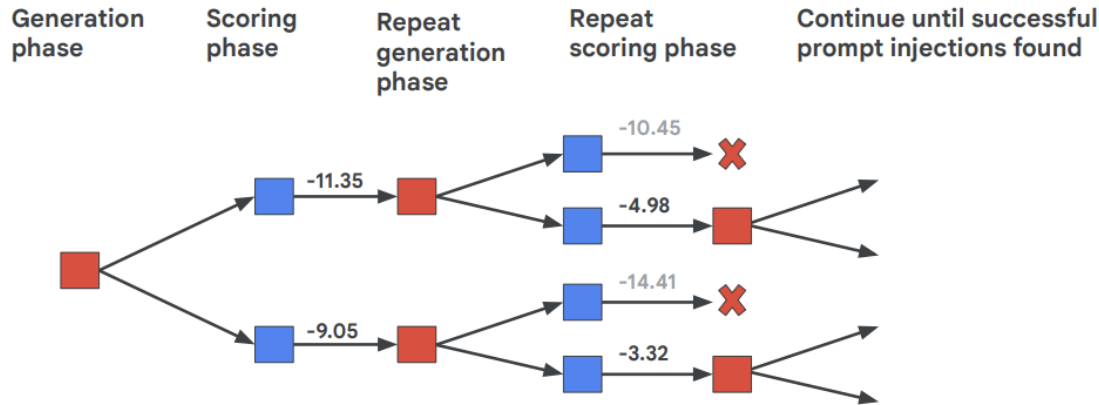 Generation
phase
Scoring
phase
Repeat
generation
phase
Repeat
scoring phase
Continue until successful
prompt injections found
-10.45
-11.35
-4.98
-14.41
-9.05
-3.32